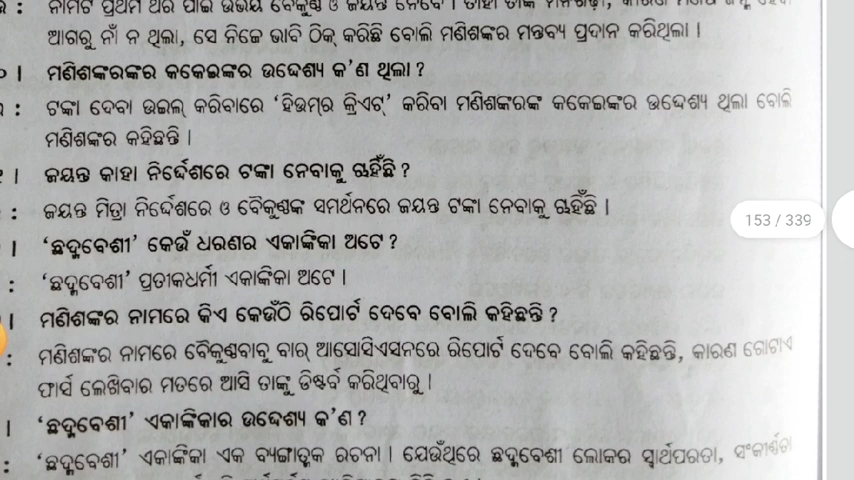 ନାମଟି ପ୍ରଥମ ଥର ପାଇଁ ଉଭୟ ବୈକୁଣ୍ଠ ଓ ଜୟନ୍ତ
ଆଗରୁ ନାଁ ନ ଥିଲା, ସେ ନିଜେ ଭାବି ଠିକ୍ କରିଛି ବୋଲି ମଣିଶଙ୍କର ମନ୍ତବ୍ୟ ପ୍ରଦାନ କରିଥିଲା ।
୦ । ମଣିଶଙ୍କରଙ୍କର କକେଇଙ୍କର ଉଦ୍ଦେଶ୍ୟ କ'ଣ ଥିଲା ?
: ଟଙ୍କା ଦେବା ଉଇଲ୍ କରିବାରେ 'ହିଉମ୍‌ର କ୍ରିଏଟ୍' କରିବା ମଣିଶଙ୍କରଙ୍କ କକେଇଙ୍କର ଉଦ୍ଦେଶ୍ୟ ଥିଲା ବୋଲି
ମଣିଶଙ୍କର କହିଛନ୍ତି ।
। ଜୟନ୍ତ କାହା ନିର୍ଦ୍ଦେଶରେ ଟଙ୍କା ନେବାକୁ ଚାହିଁଛି ?
: ଜୟନ୍ତ ମିତ୍ରା ନିର୍ଦ୍ଦେଶରେ ଓ ବୈକୁଣ୍ଠଙ୍କ ସମର୍ଥନରେ ଜୟନ୍ତ ଟଙ୍କା ନେବାକୁ ଚାହିଁଛି ।
। 'ଛଦ୍ମବେଶୀ' କେଉଁ ଧରଣର ଏକାଙ୍କିକା ଅଟେ ?
: 'ଛଦ୍ମବେଶୀ' ପ୍ରତୀକଧର୍ମୀ ଏକାଙ୍କିକା ଅଟେ ।
। ମଣିଶଙ୍କର ନାମରେ କିଏ କେଉଁଠି ରିପୋର୍ଟ ଦେବେ ବୋଲି କହିଛନ୍ତି ?
: ମଣିଶଙ୍କର ନାମରେ ବୈକୁଣ୍ଠବାବୁ ବାର୍ ଆସୋସିଏସନରେ ରିପୋର୍ଟ ଦେବେ ବୋଲି କହିଛନ୍ତି, କାରଣ ଗୋଟାଏ
ଫାର୍ସ ଲେଖିବାର ମତରେ ଆସି ତାଙ୍କୁ ଡିଷ୍ଟର୍ବ କରିଥିବାରୁ ।
। 'ଛଦ୍ମବେଶୀ' ଏକାଙ୍କିକାର ଉଦ୍ଦେଶ୍ୟ କ'ଣ ?
: 'ଛଦ୍ମବେଶୀ' ଏକାଙ୍କିକା ଏକ ବ୍ୟଙ୍ଗାତ୍ମକ ରଚନା । ଯେଉଁଥିରେ ଛଦ୍ମବେଶୀ ଲୋକର ସ୍ୱାର୍ଥପରତା, ସଂକୀର୍ଣ୍ଣତା
153 / 339